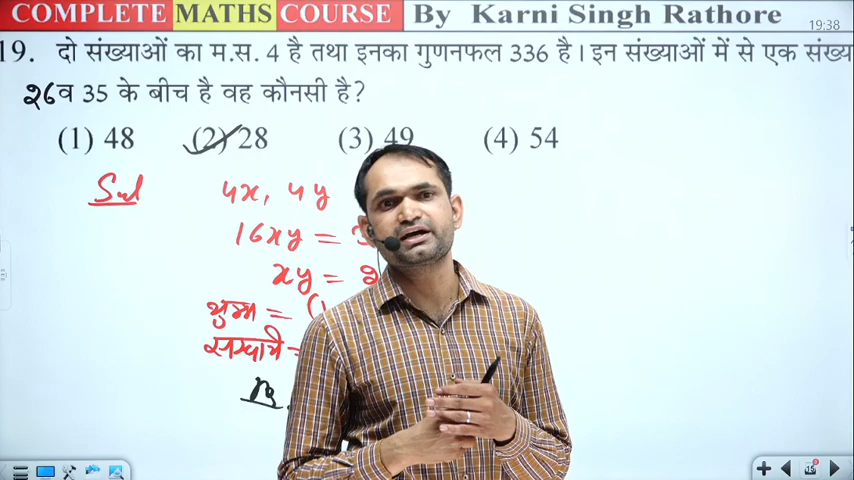 COMPLETE MATHS COURSE By Karni Singh Rathore
19:38
19. दो संख्याओं का म.स. 4 है तथा इनका गुणनफल 336 है। इन संख्याओं में से एक संख्य
26 व 35 के बीच है वह कौनसी है?
(1) 48 (2) 28 (3) 49 (4) 54
Sol 4x, 4y
16xy =
xy = 2
युग्म = (
संख्याएँ =